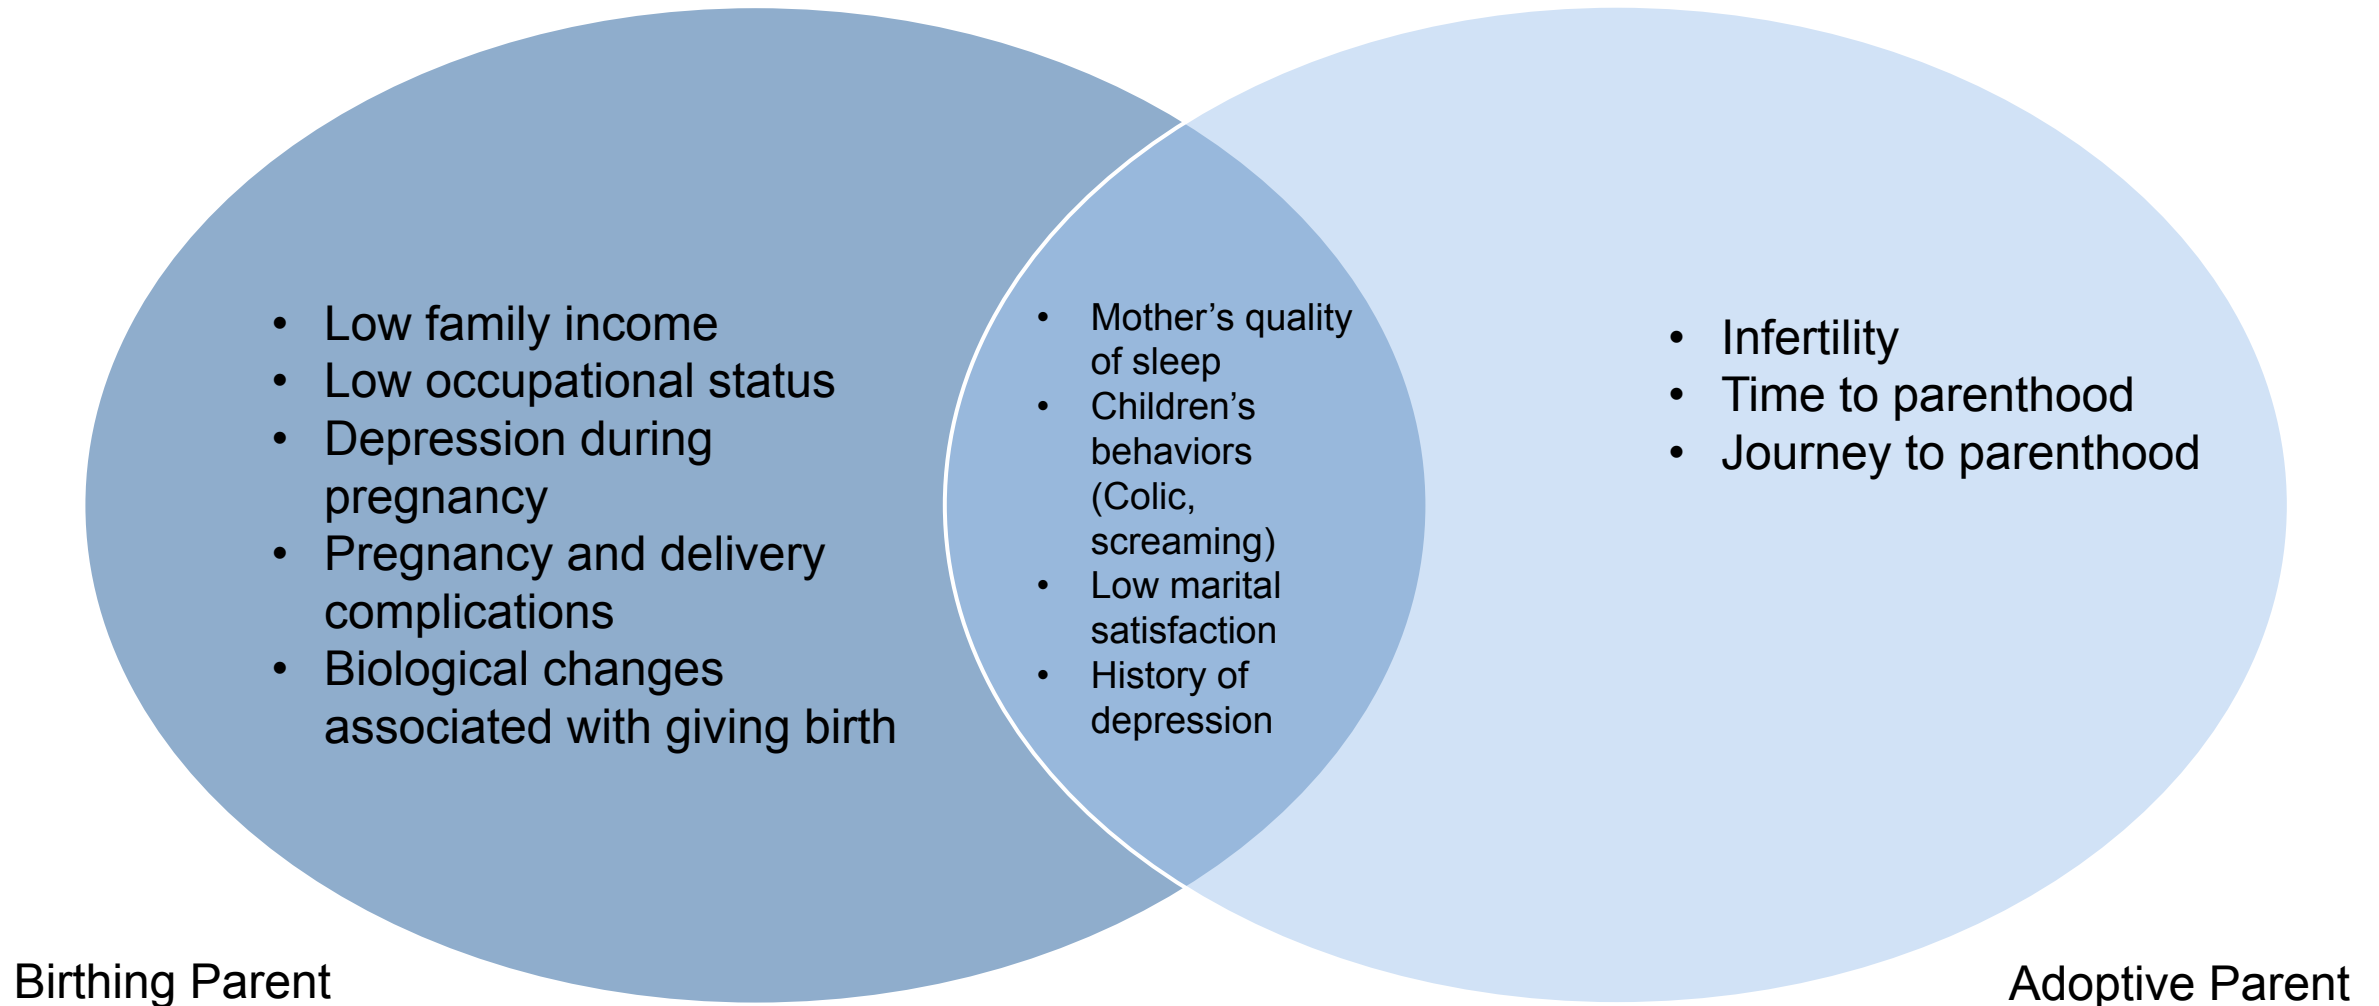 • Low family income
• Low occupational status
• Depression during
pregnancy
• Pregnancy and delivery
complications
• Biological changes
associated with giving birth
• Mother’s quality
of sleep
• Children’s
behaviors
(Colic,
screaming)
• Low marital
satisfaction
• History of
depression
• Infertility
• Time to parenthood
• Journey to parenthood
Birthing Parent
Adoptive Parent